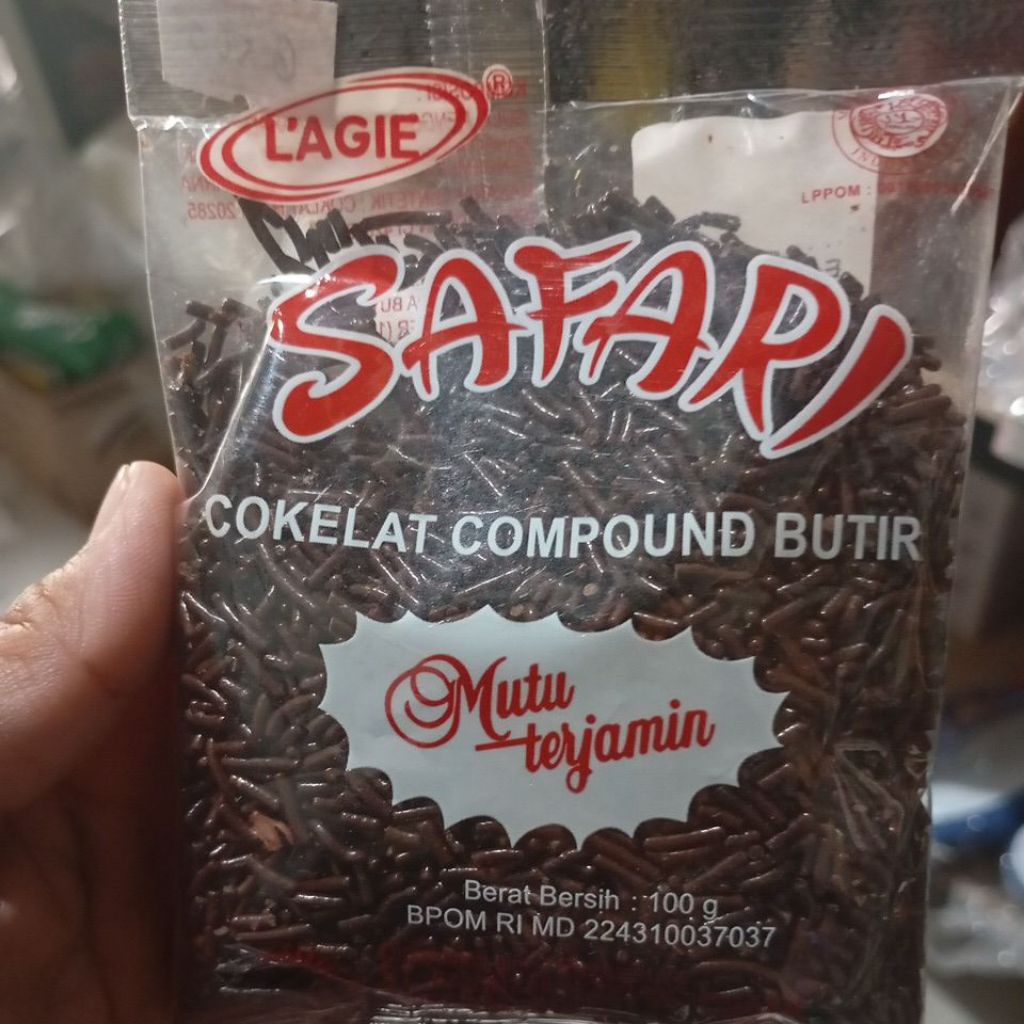 L'AGIE®
LPPOM :
SAFARI
COKELAT COMPOUND BUTIR
Mutu
terjamin
Berat Bersih : 100 g
BPOM RI MD 224310037037